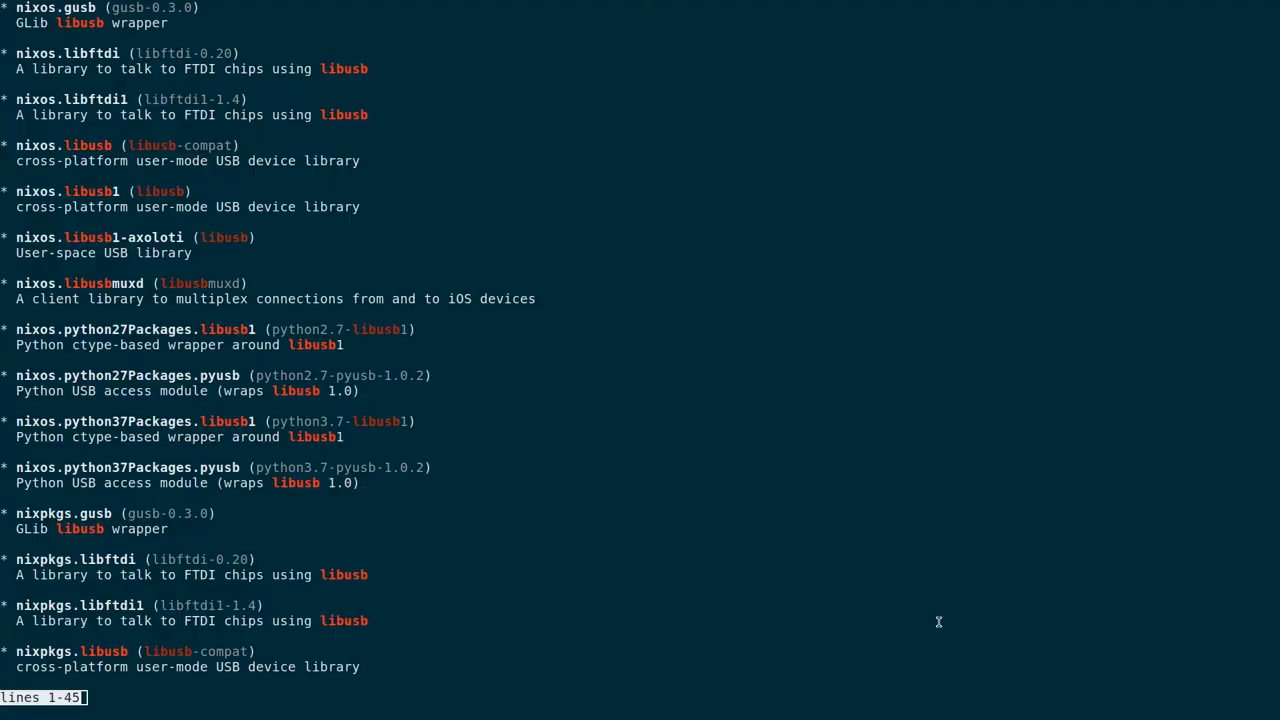 * nixos.gusb (gusb-0.3.0)
GLib libusb wrapper
* nixos.libftdi (libftdi-0.20)
A library to talk to FTDI chips using libusb
* nixos.libftdi1 (libftdi1-1.4)
A library to talk to FTDI chips using libusb
* nixos.libusb (libusb-compat)
cross-platform user-mode USB device library
* nixos.libusb1 (libusb)
cross-platform user-mode USB device library
* nixos.libusb1-axoloti (libusb)
User-space USB library
* nixos.libusbmuxd (libusbmuxd)
A client library to multiplex connections from and to iOS devices
* nixos.python27Packages.libusb1 (python2.7-libusb1)
Python ctype-based wrapper around libusb1
* nixos.python27Packages.pyusb (python2.7-pyusb-1.0.2)
Python USB access module (wraps libusb 1.0)
* nixos.python37Packages.libusb1 (python3.7-libusb1)
Python ctype-based wrapper around libusb1
* nixos.python37Packages.pyusb (python3.7-pyusb-1.0.2)
Python USB access module (wraps libusb 1.0)
* nixpkgs.gusb (gusb-0.3.0)
GLib libusb wrapper
* nixpkgs.libftdi (libftdi-0.20)
A library to talk to FTDI chips using libusb
* nixpkgs.libftdi1 (libftdi1-1.4)
A library to talk to FTDI chips using libusb
* nixpkgs.libusb (libusb-compat)
cross-platform user-mode USB device library
lines 1-45